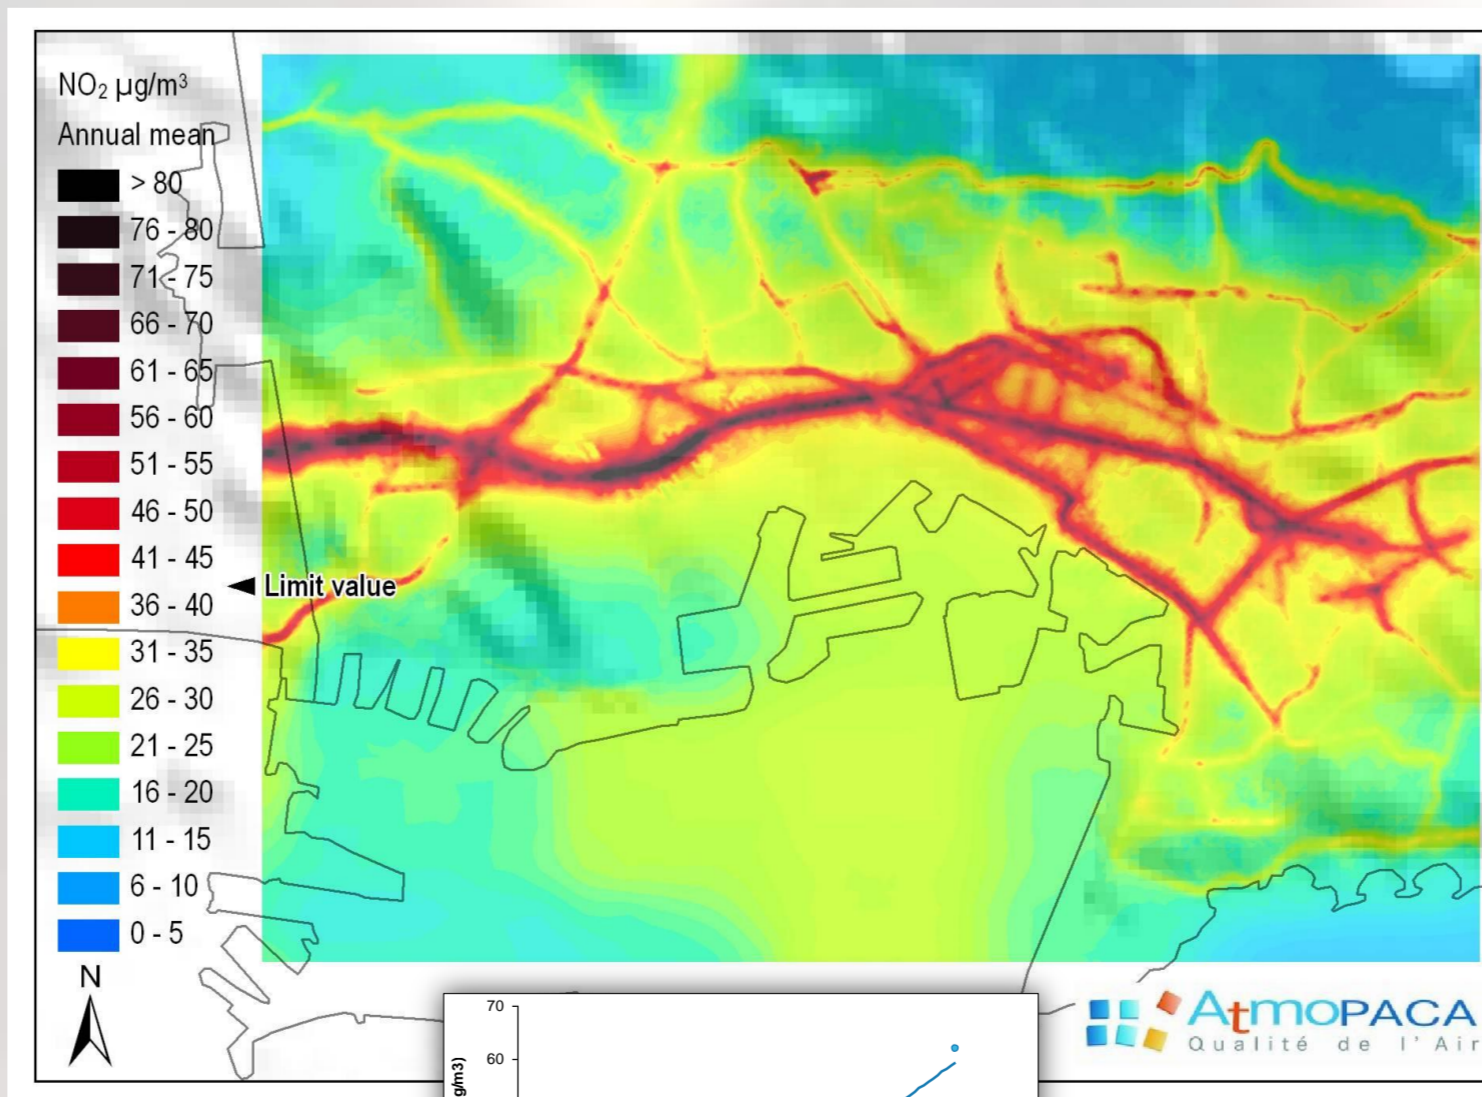 NO₂ µg/m³
Annual mean
> 80
76 - 80
71 - 75
66 - 70
61 - 65
56 - 60
51 - 55
46 - 50
41 - 45
◄ Limit value
36 - 40
31 - 35
26 - 30
21 - 25
16 - 20
11 - 15
6 - 10
0 - 5
N
70
60
g/m3)
AtmoPACA
Qualité de l'Air